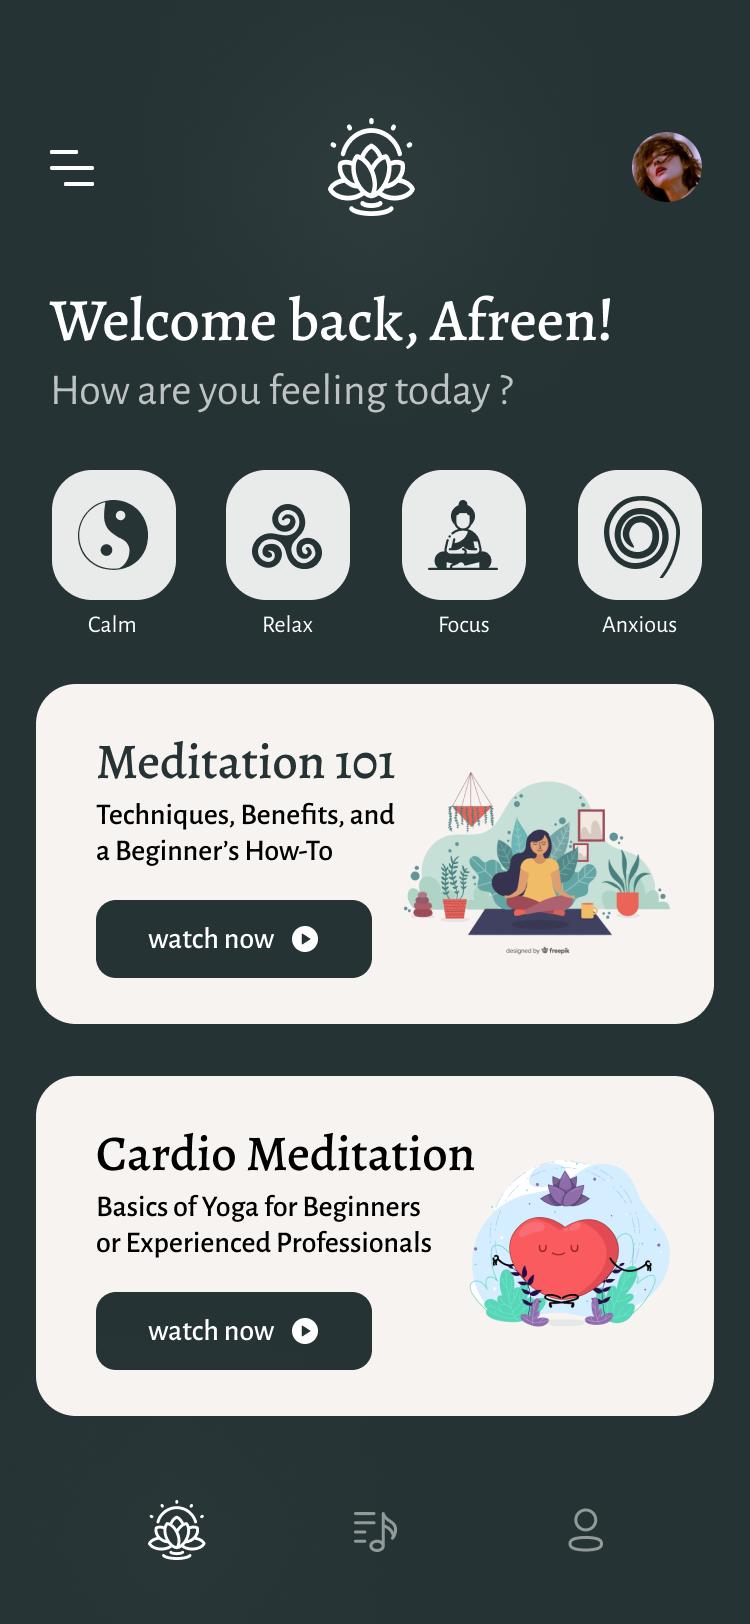 Welcome back, Afreen!
How are you feeling today ?
Calm
Relax
Focus
Anxious
Meditation 101
Techniques, Benefits, and
a Beginner’s How-To
watch now
designed by freepik
Cardio Meditation
Basics of Yoga for Beginners
or Experienced Professionals
watch now